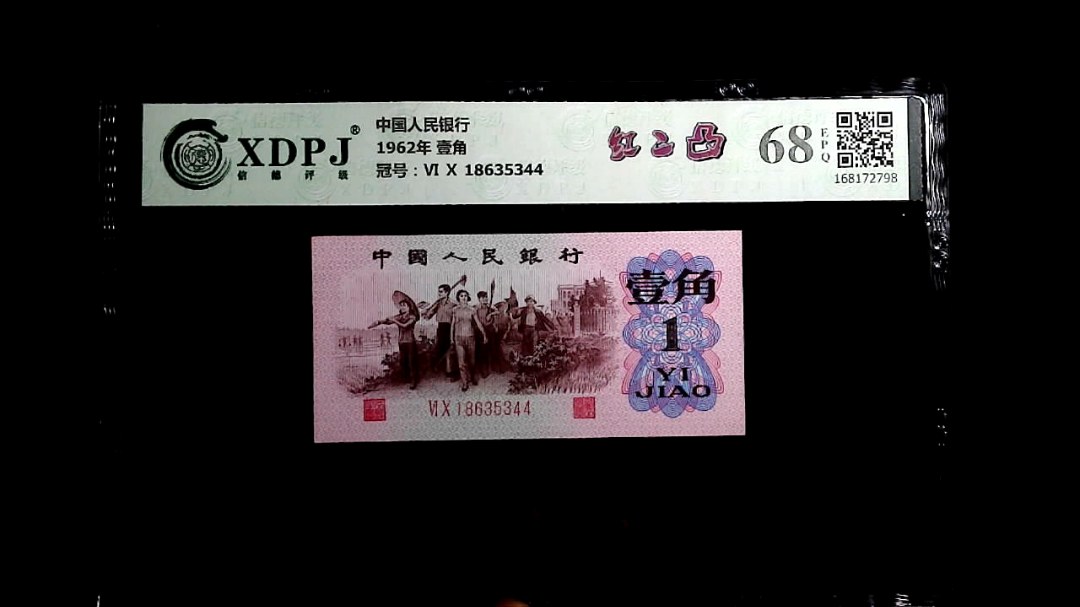 XDPJ®
信德评级
中国人民银行
1962年 壹角
冠号：Ⅵ Ⅹ 18635344
红二凸
68
EPQ
168172798
中國人民銀行
壹角
1
YI
JIAO
ⅥⅩ18635344